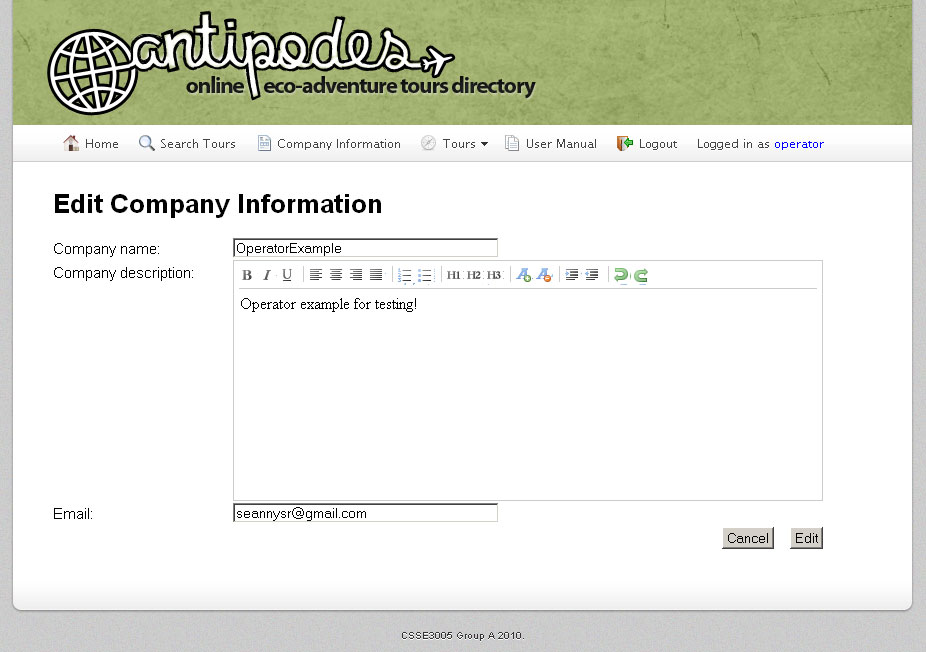 antipodes
online eco-adventure tours directory
Home Search Tours Company Information Tours User Manual Logout Logged in as operator
Edit Company Information
Company name: OperatorExample
Company description: B I U H1 H2 H3 A A
Operator example for testing!
Email: seannysr@gmail.com
Cancel Edit
CSSE3005 Group A 2010.